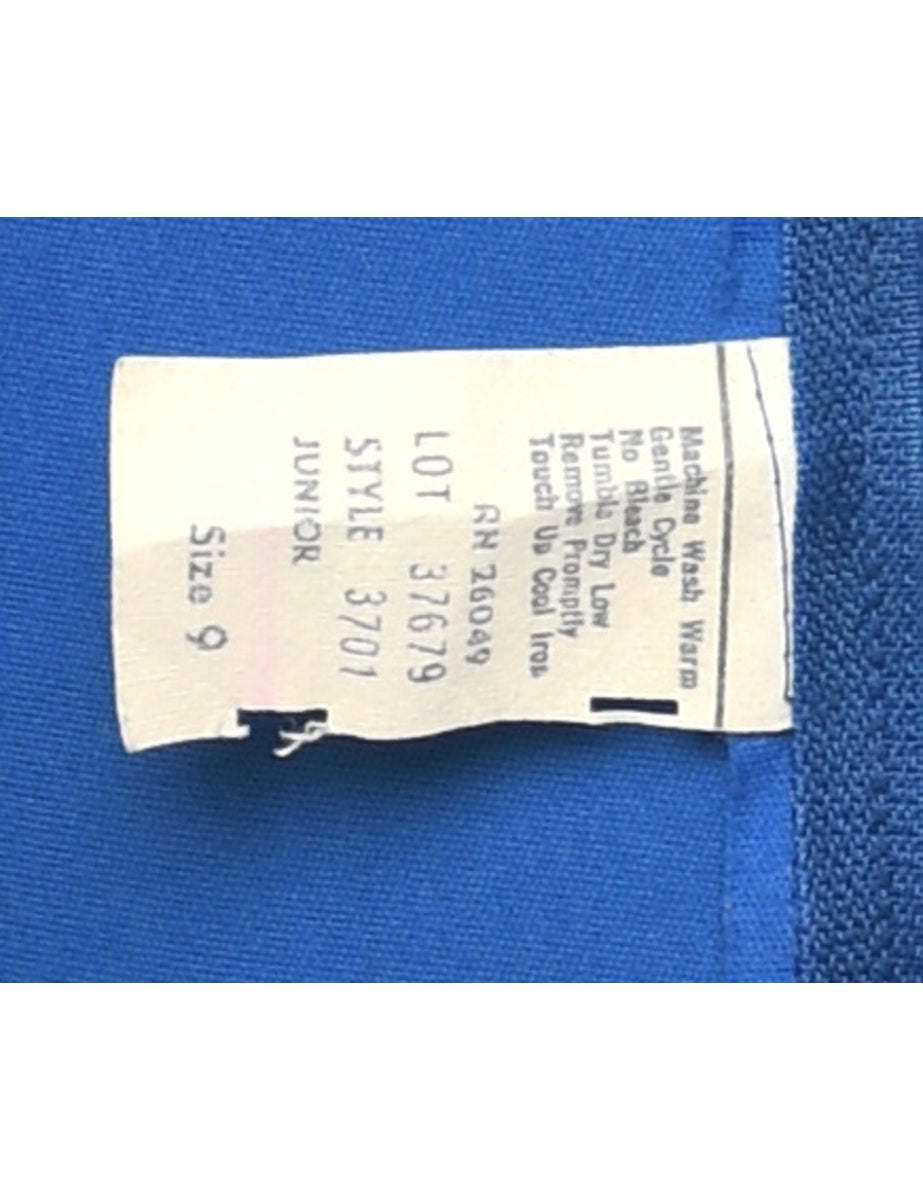 Machine Wash Warm
Gentle Cycle
No Bleach
Tumble Dry Low
Remove Promptly
Touch Up Cool Iron
RN 26049
LOT 37679
STYLE 3701
JUNIOR
Size 9